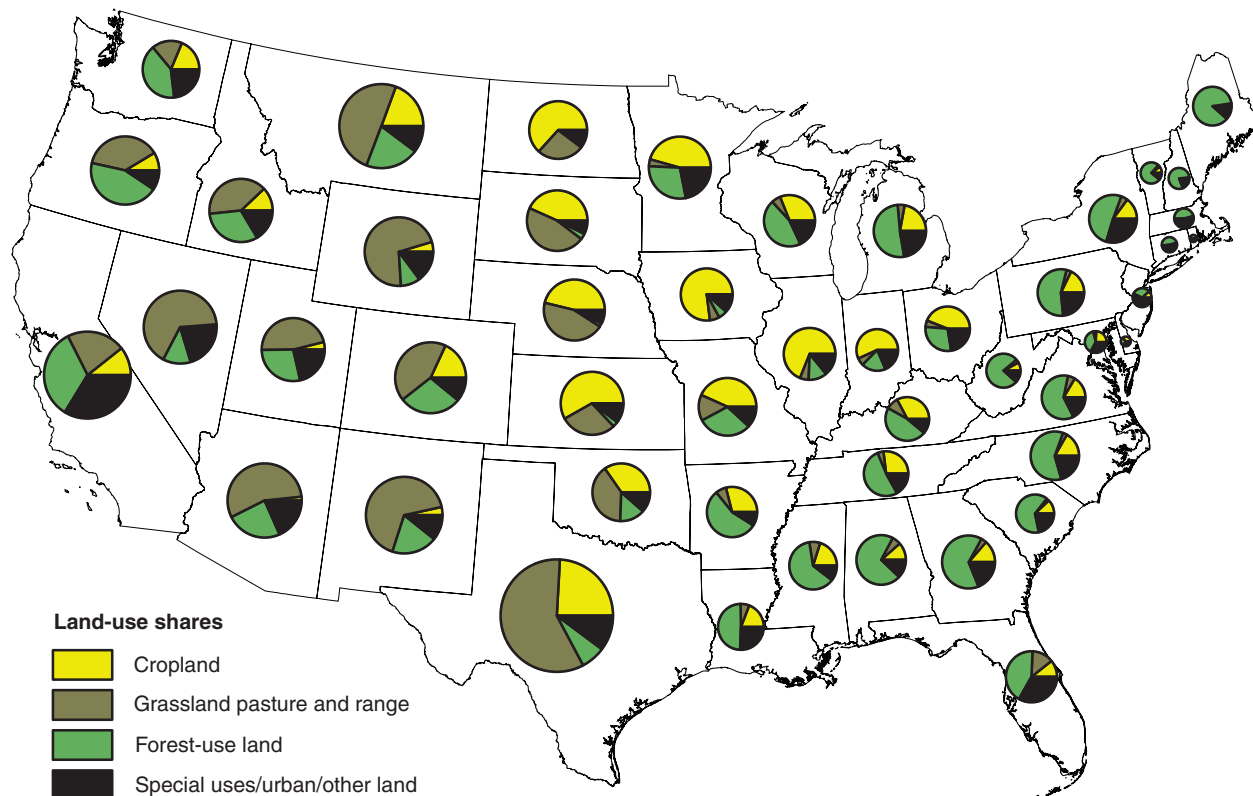 Land-use shares
Cropland
Grassland pasture and range
Forest-use land
Special uses/urban/other land